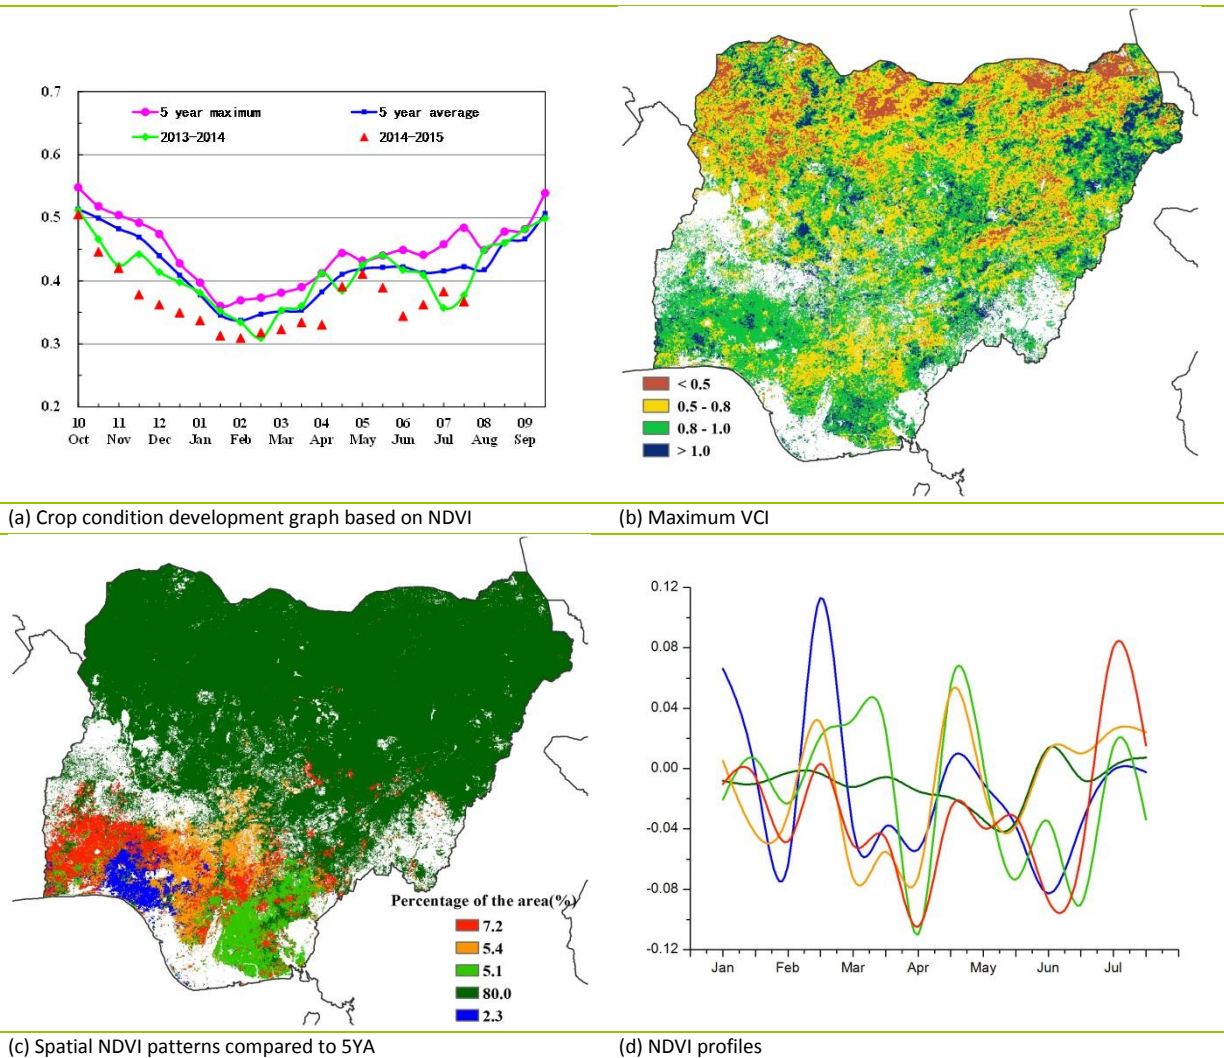 0.7
0.6
0.5
0.4
0.3
0.2
5 year maximum
5 year average
2013-2014
2014-2015
10 11 12 01 02 03 04 05 06 07 08 09
Oct Nov Dec Jan Feb Mar Apr May Jun Jul Aug Sep
< 0.5
0.5 - 0.8
0.8 - 1.0
> 1.0
(a) Crop condition development graph based on NDVI
(b) Maximum VCI
Percentage of the area(%)
7.2
5.4
5.1
80.0
2.3
0.12
0.08
0.04
0.00
-0.04
-0.08
-0.12
Jan Feb Mar Apr May Jun Jul
(c) Spatial NDVI patterns compared to 5YA
(d) NDVI profiles